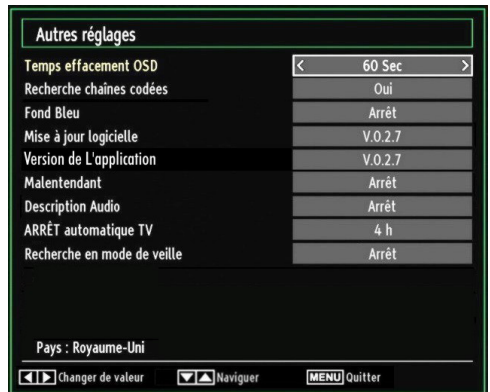 Autres réglages
Temps effacement OSD < 60 Sec >
Recherche chaînes codées Oui
Fond Bleu Arrêt
Mise à jour logicielle V.0.2.7
Version de L'application V.0.2.7
Malentendant Arrêt
Description Audio Arrêt
ARRÊT automatique TV 4 h
Recherche en mode de veille Arrêt
Pays : Royaume-Uni
Changer de valeur Naviguer MENU Quitter